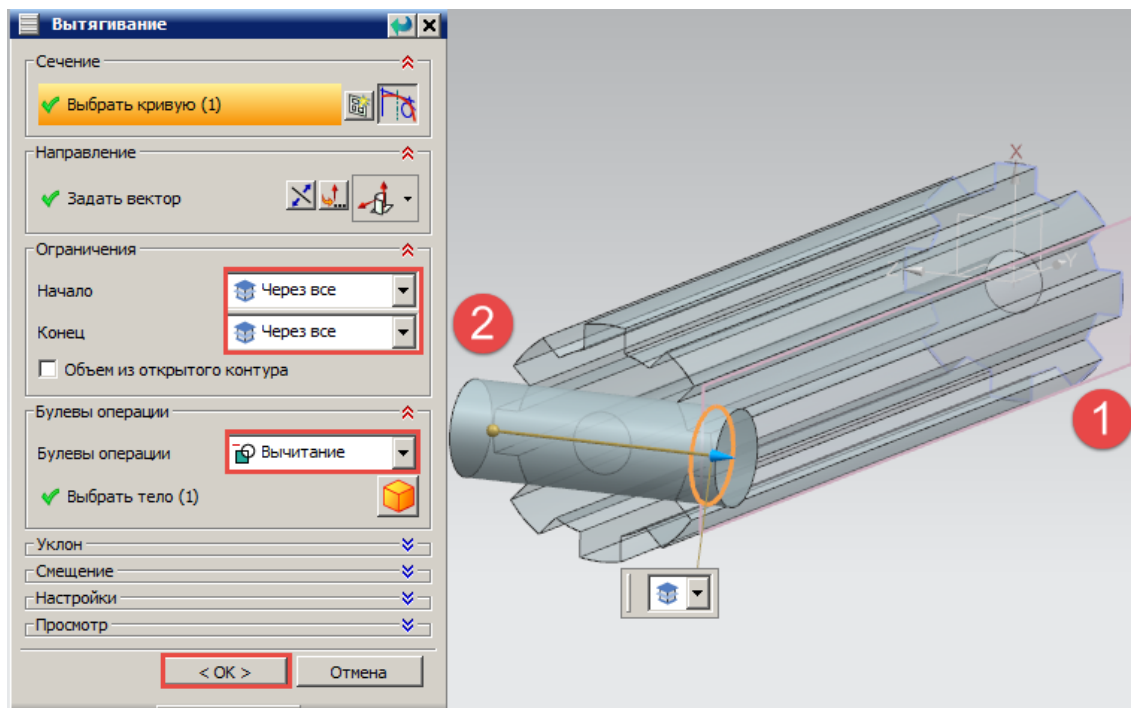 Вытягивание
Сечение
Выбрать кривую (1)
Направление
Задать вектор
Ограничения
Начало
Через все
Конец
Через все
Объем из открытого контура
Булевы операции
Булевы операции
Вычитание
Выбрать тело (1)
Уклон
Смещение
Настройки
Просмотр
< OK >
Отмена
X
Z
Y
1
2